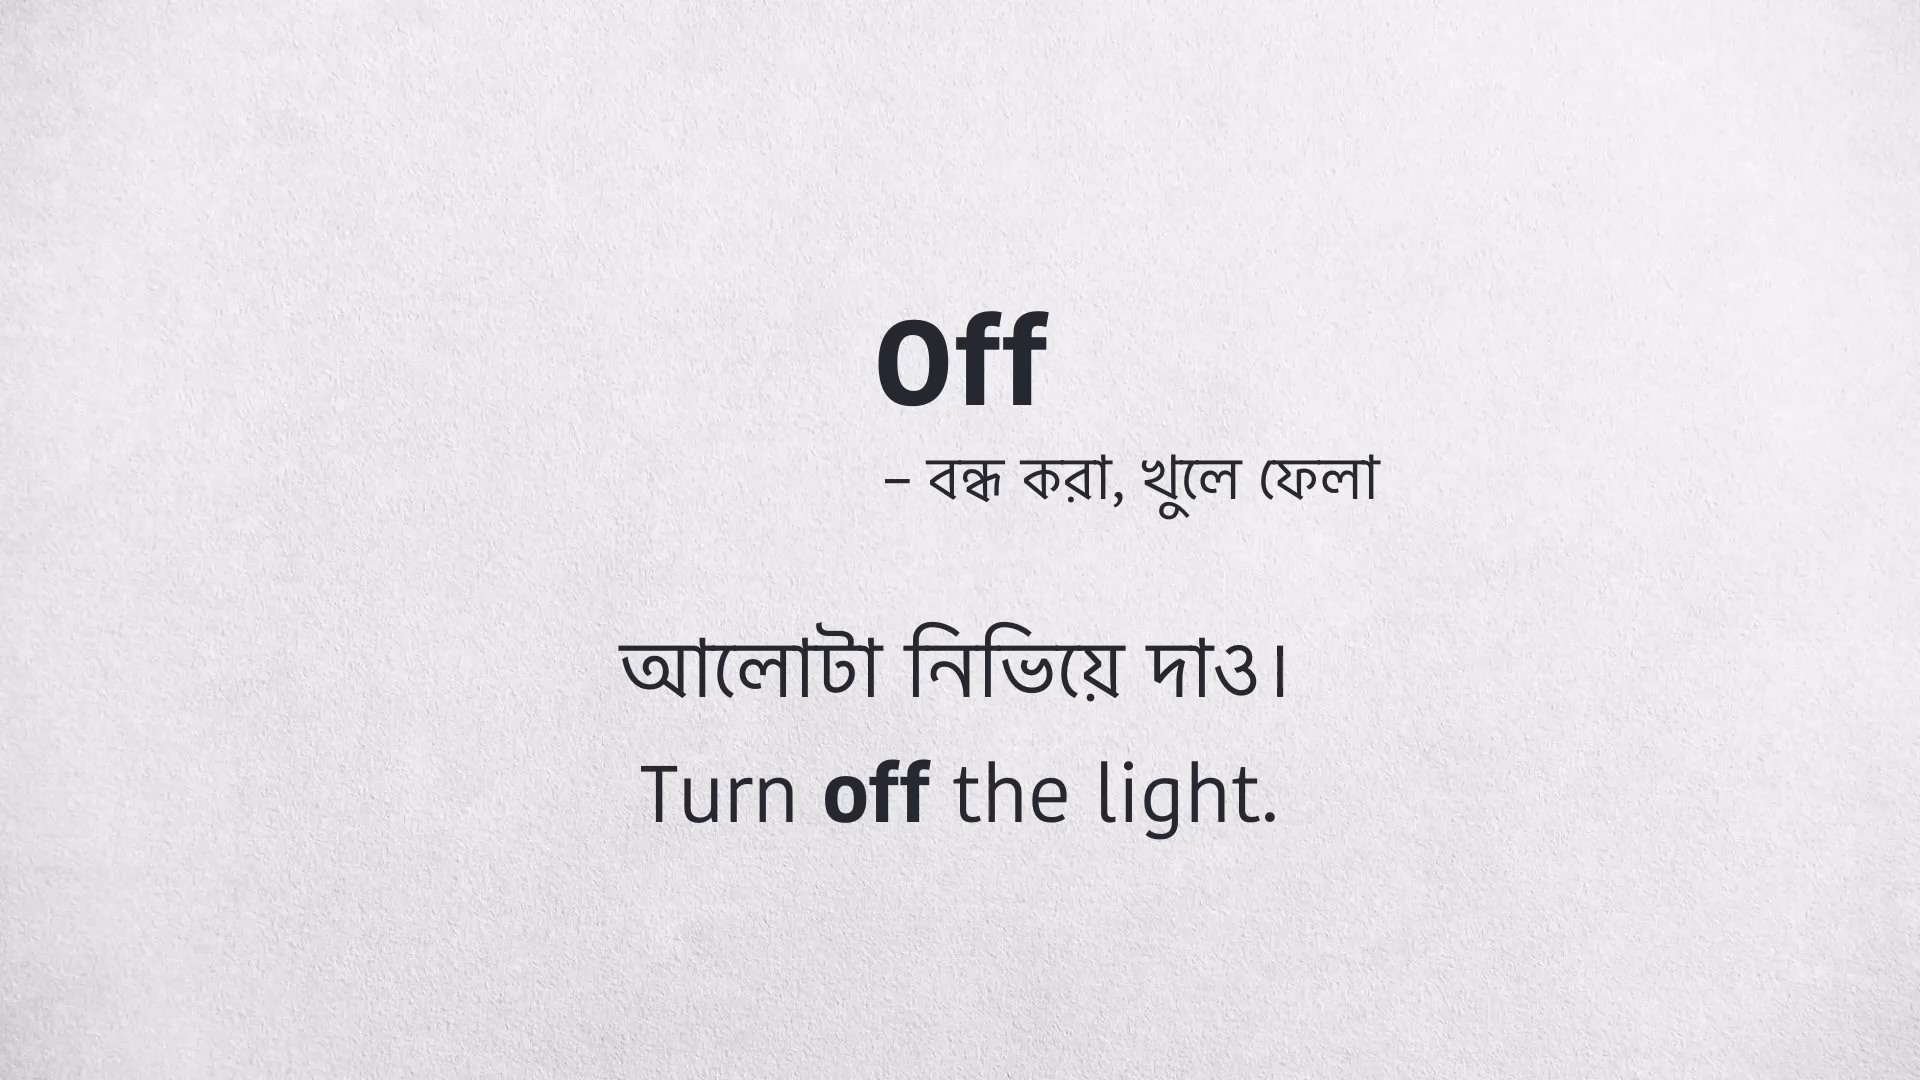 Off
– বন্ধ করা, খুলে ফেলা
আলোটা নিভিয়ে দাও।
Turn off the light.